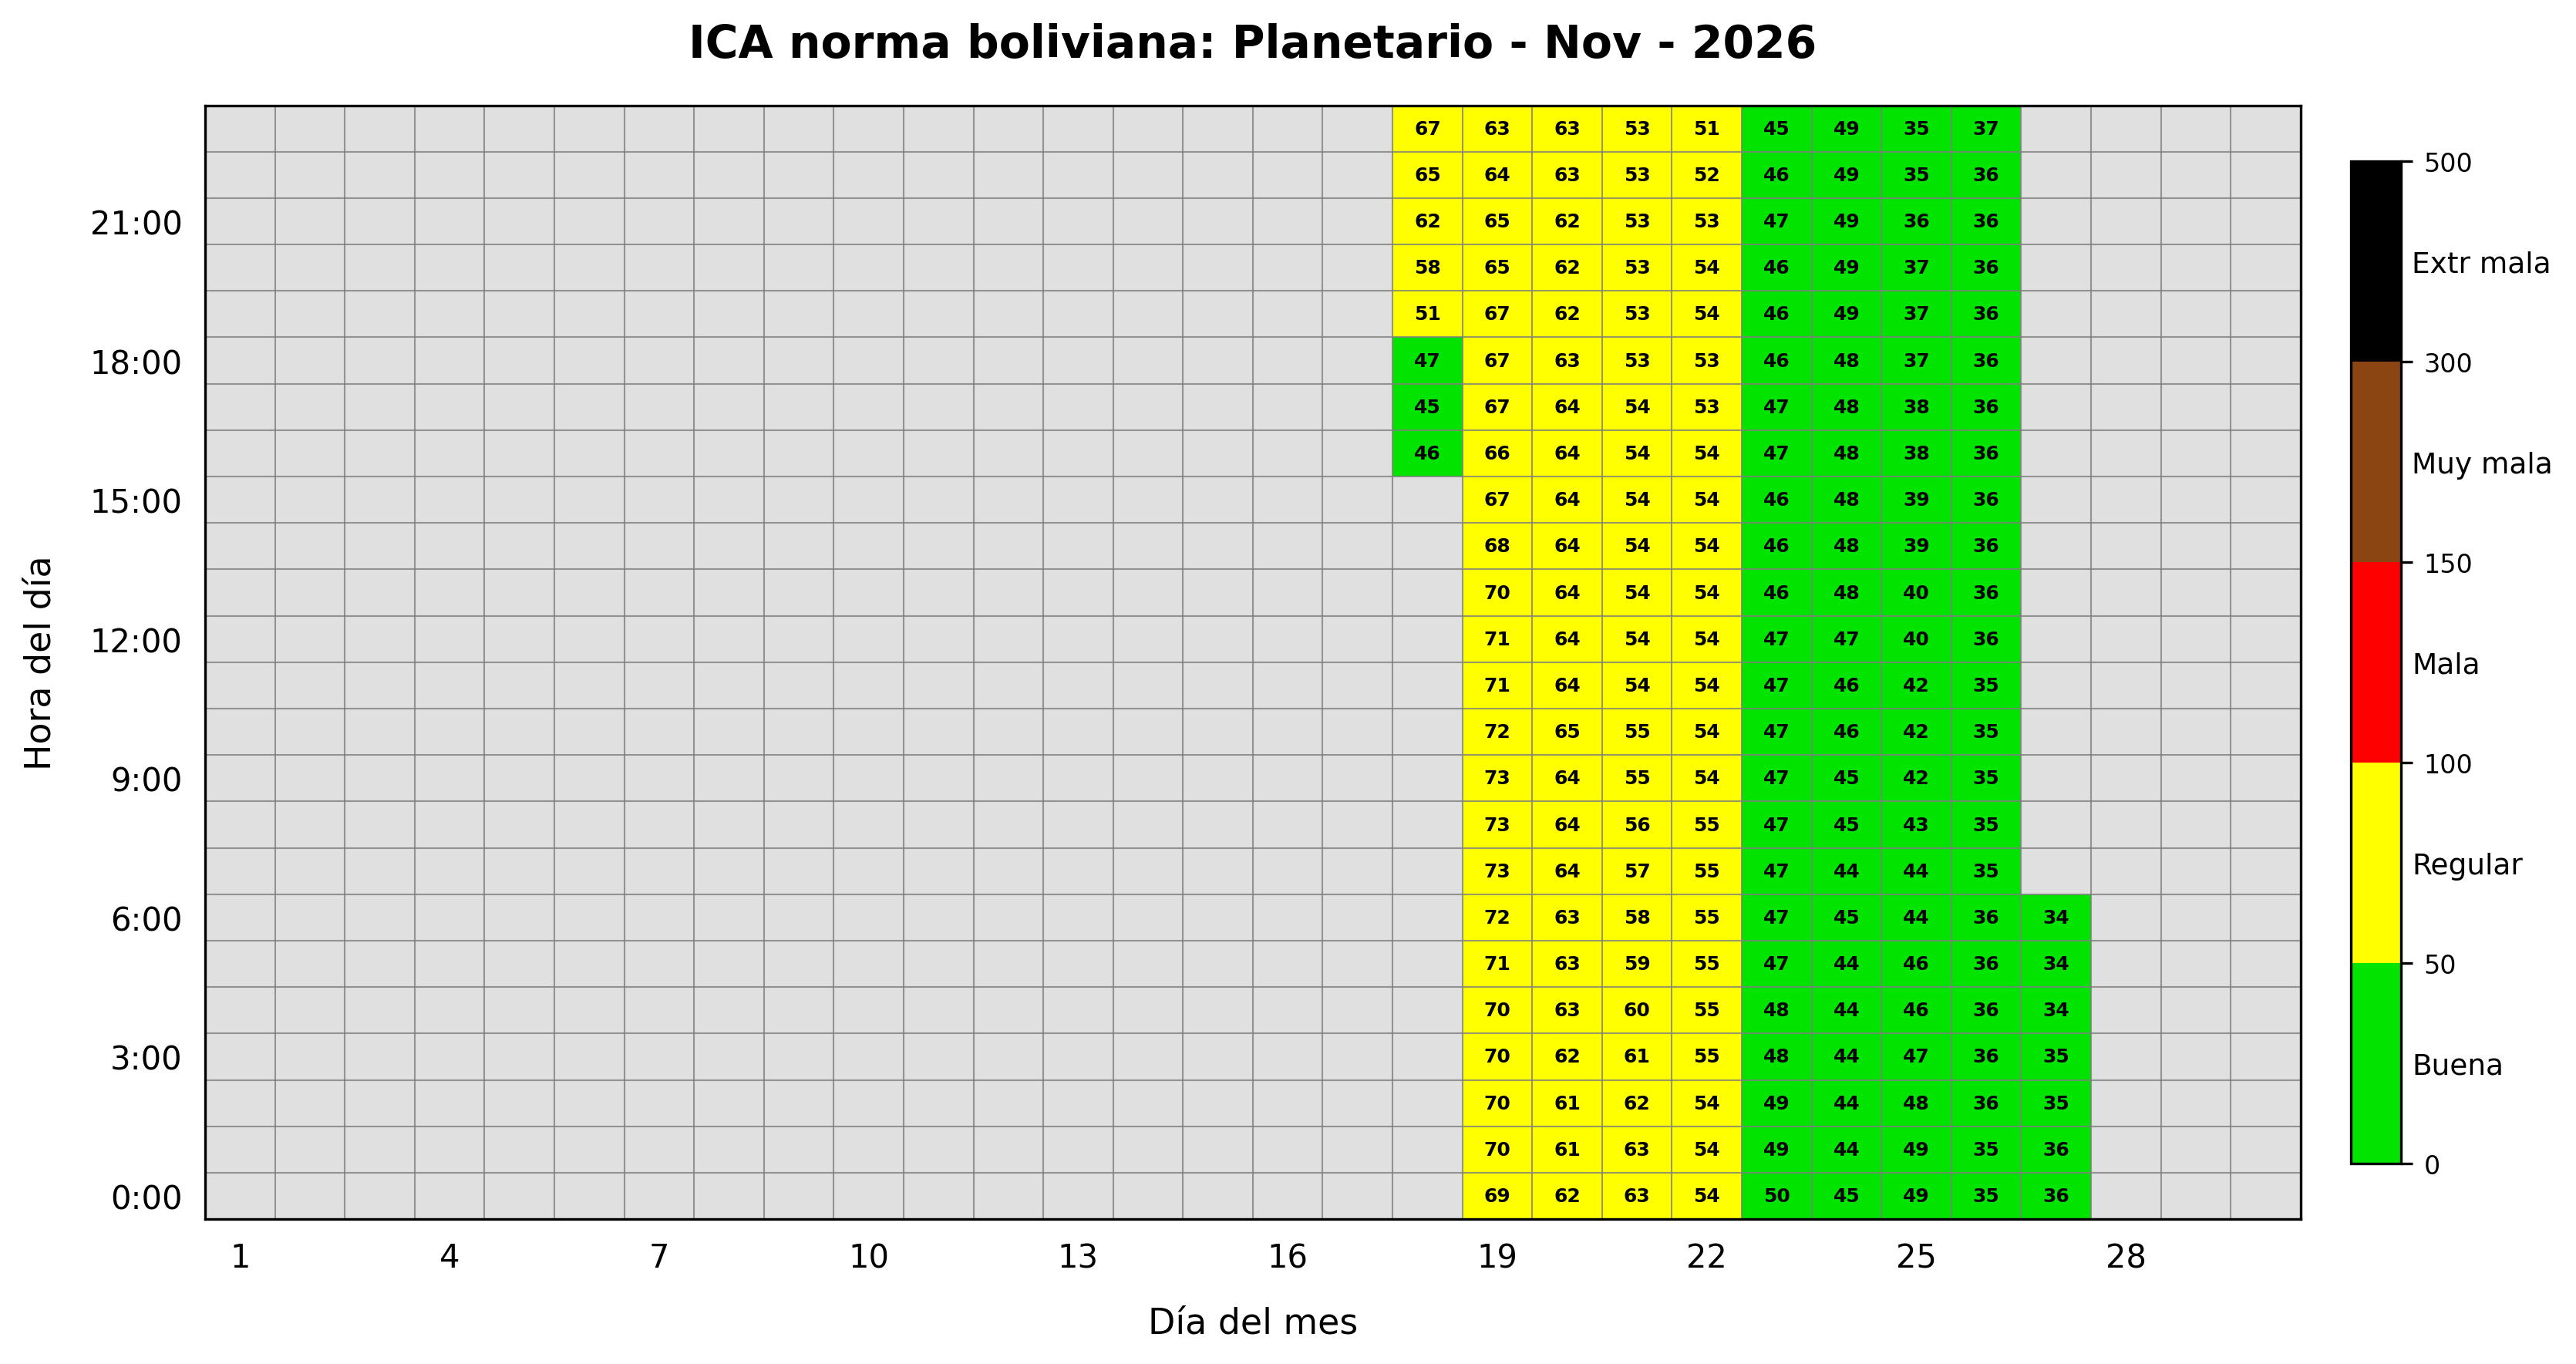 ICA norma boliviana: Planetario - Nov - 2026
67 63 63 53 51 45 49 35 37
65 64 63 53 52 46 49 35 36
21:00 62 65 62 53 53 47 49 36 36
58 65 62 53 54 46 49 37 36
51 67 62 53 54 46 49 37 36
18:00 47 67 63 53 53 46 48 37 36
45 67 64 54 53 47 48 38 36
46 66 64 54 54 47 48 38 36
15:00 67 64 54 54 46 48 39 36
68 64 54 54 46 48 39 36
70 64 54 54 46 48 40 36
12:00 71 64 54 54 47 47 40 36
71 64 54 54 47 46 42 35
72 65 55 54 47 46 42 35
9:00 73 64 55 54 47 45 42 35
73 64 56 55 47 45 43 35
73 64 57 55 47 44 44 35
6:00 72 63 58 55 47 45 44 36 34
71 63 59 55 47 44 46 36 34
70 63 60 55 48 44 46 36 34
3:00 70 62 61 55 48 44 47 36 35
70 61 62 54 49 44 48 36 35
70 61 63 54 49 44 49 35 36
0:00 69 62 63 54 50 45 49 35 36
1 4 7 10 13 16 19 22 25 28
Día del mes
Hora del día
500
Extr mala
300
Muy mala
150
Mala
100
Regular
50
Buena
0